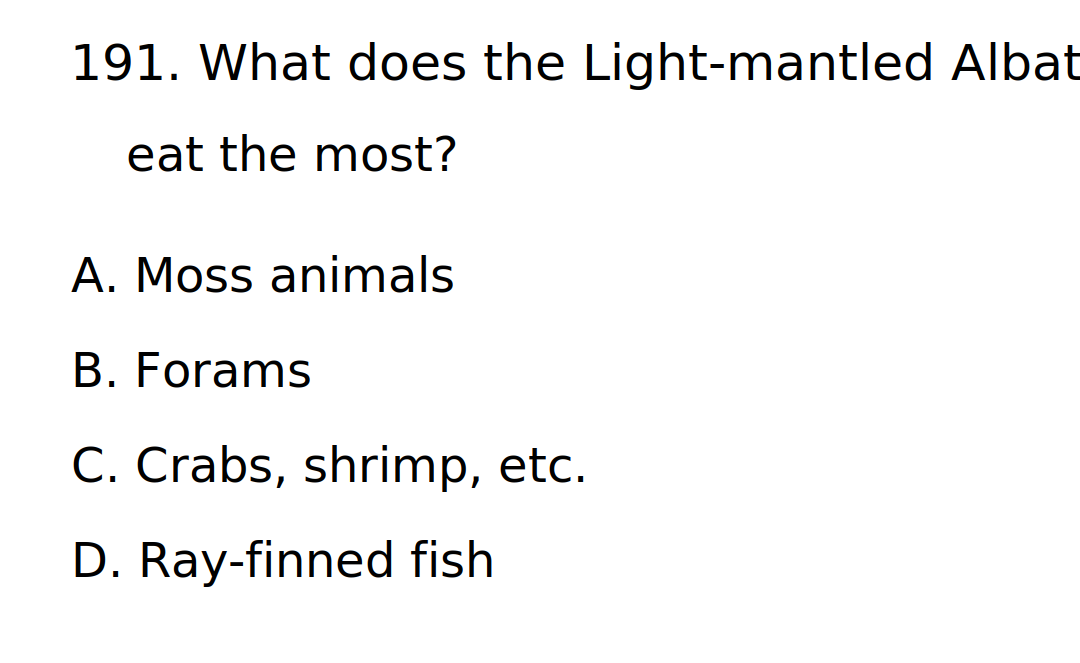 191. What does the Light-mantled Albat
eat the most?
A. Moss animals
B. Forams
C. Crabs, shrimp, etc.
D. Ray-finned fish